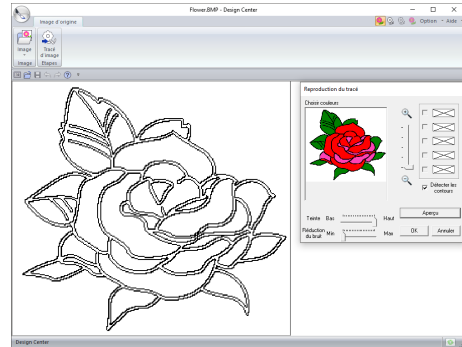 Flower.BMP - Design Center
Image d'origine
Option
Aide
Image
Tracé
d'image
Image
Etapes
Reproduction du tracé
Choisir couleurs
Détecter les
contours
Teinte Bas Haut
Aperçu
Réduction
du bruit Min Max
OK Annuler
Design Center